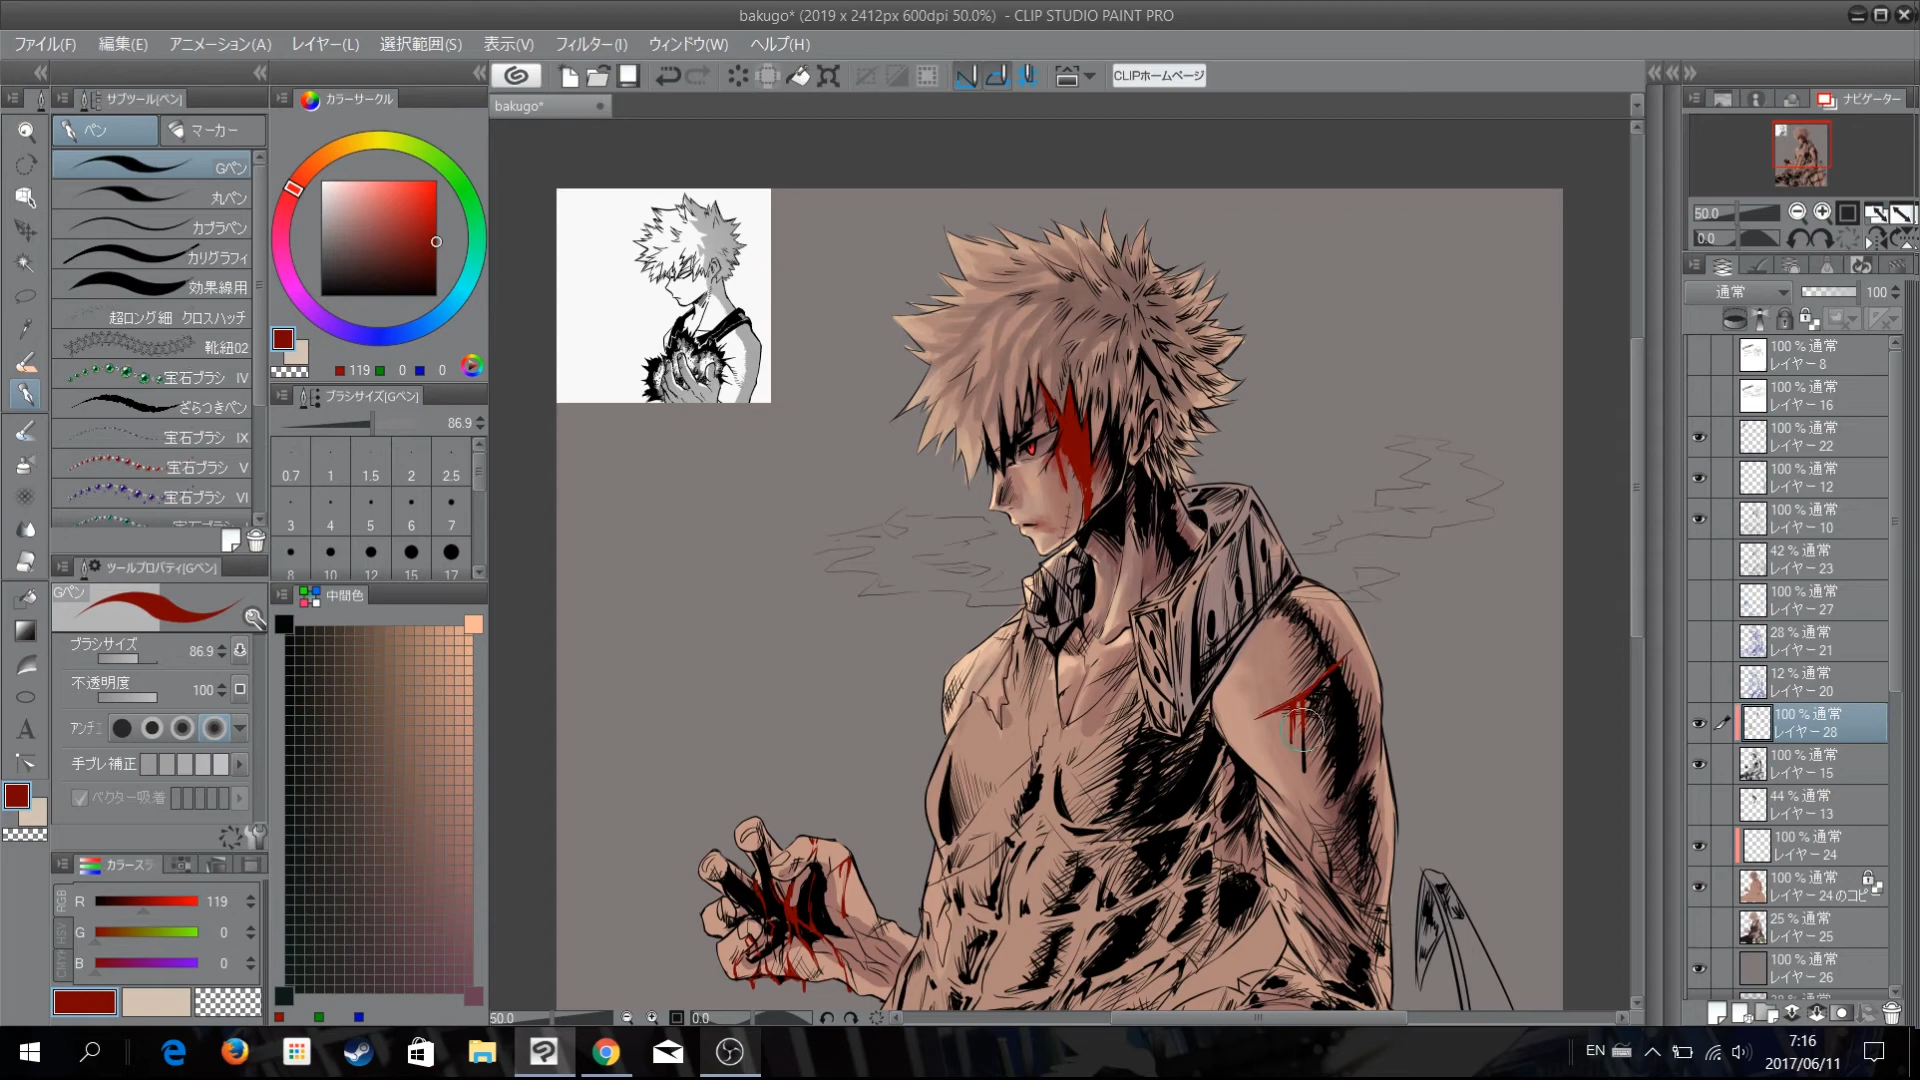 bakugo* (2019 x 2412px 600dpi 50.0%) - CLIP STUDIO PAINT PRO
ファイル(F) 編集(E) アニメーション(A) レイヤー(L) 選択範囲(S) 表示(V) フィルター(I) ウィンドウ(W) ヘルプ(H)
CLIPホームページ
サブツール[ペン]
ペン マーカー
Gペン
丸ペン
カブラペン
カリグラフィ
効果線用
超ロング細 クロスハッチ
靴紐02
宝石ブラシ IV
ざらつきペン
宝石ブラシ IX
宝石ブラシ V
宝石ブラシ VI
ツールプロパティ[Gペン]
Gペン
ブラシサイズ 86.9
不透明度 100
アンチエ
手ブレ補正
ベクター吸着
カラースラ
RGB
HSV
CMYK
R 119
G 0
B 0
カラーサークル
119 0 0
ブラシサイズ[Gペン]
86.9
0.7 1 1.5 2 2.5
3 4 5 6 7
8 10 12 15 17
中間色
bakugo*
50.0 0.0
ナビゲーター
50.0
0.0
通常 100
100 % 通常
レイヤー 8
100 % 通常
レイヤー 16
100 % 通常
レイヤー 22
100 % 通常
レイヤー 12
100 % 通常
レイヤー 10
42 % 通常
レイヤー 23
100 % 通常
レイヤー 27
28 % 通常
レイヤー 21
12 % 通常
レイヤー 20
100 % 通常
レイヤー 28
100 % 通常
レイヤー 15
44 % 通常
レイヤー 13
100 % 通常
レイヤー 24
100 % 通常
レイヤー 24 のコピ
25 % 通常
レイヤー 25
100 % 通常
レイヤー 26
EN
7:16
2017/06/11